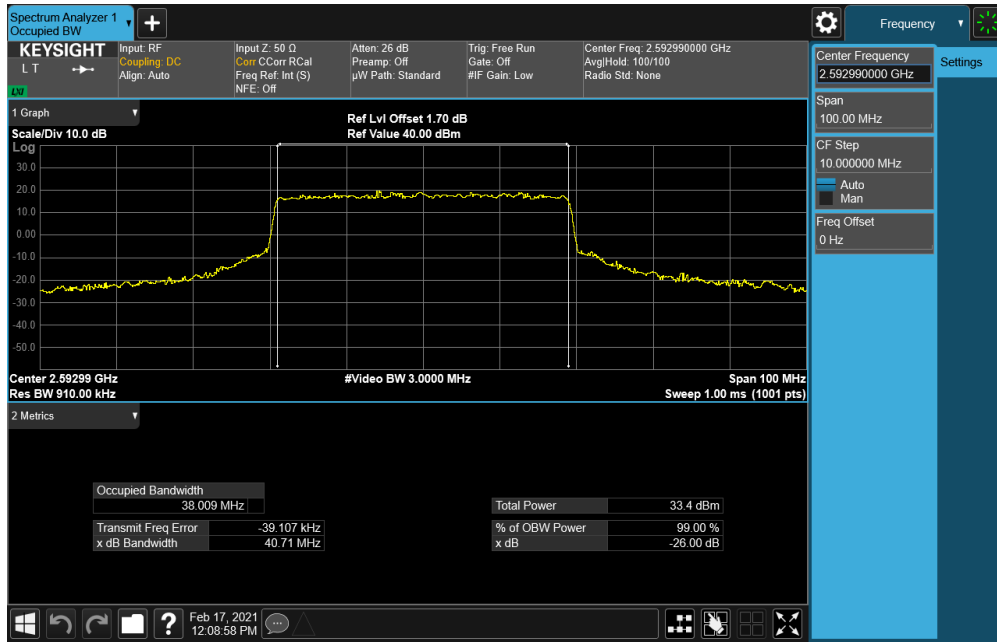 Spectrum Analyzer 1
Occupied BW
+
Frequency
KEYSIGHT
L T
LXI
Input: RF
Coupling: DC
Align: Auto
Input Z: 50 Ω
Corr CCorr RCal
Freq Ref: Int (S)
NFE: Off
Atten: 26 dB
Preamp: Off
µW Path: Standard
Trig: Free Run
Gate: Off
#IF Gain: Low
Center Freq: 2.592990000 GHz
Avg|Hold: 100/100
Radio Std: None
Center Frequency
2.592990000 GHz
Settings
Span
100.00 MHz
CF Step
10.000000 MHz
Auto
Man
Freq Offset
0 Hz
1 Graph
Scale/Div 10.0 dB
Ref Lvl Offset 1.70 dB
Ref Value 40.00 dBm
Log
30.0
20.0
10.0
0.00
-10.0
-20.0
-30.0
-40.0
-50.0
Center 2.59299 GHz
Res BW 910.00 kHz
#Video BW 3.0000 MHz
Span 100 MHz
Sweep 1.00 ms (1001 pts)
2 Metrics
Occupied Bandwidth
38.009 MHz
Transmit Freq Error -39.107 kHz
x dB Bandwidth 40.71 MHz
Total Power 33.4 dBm
% of OBW Power 99.00 %
x dB -26.00 dB
?
Feb 17, 2021
12:08:58 PM